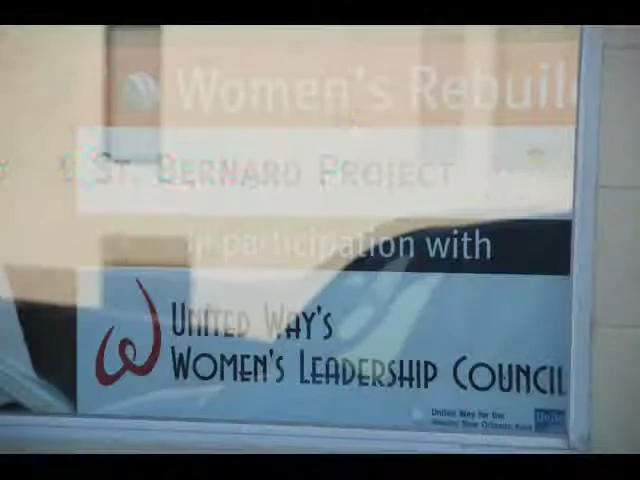 Women's Rebuil
ST. BERNARD PROJECT
in participation with
UNITED WAY'S
WOMEN'S LEADERSHIP COUNCIL
United Way for the
Greater New Orleans Area
United